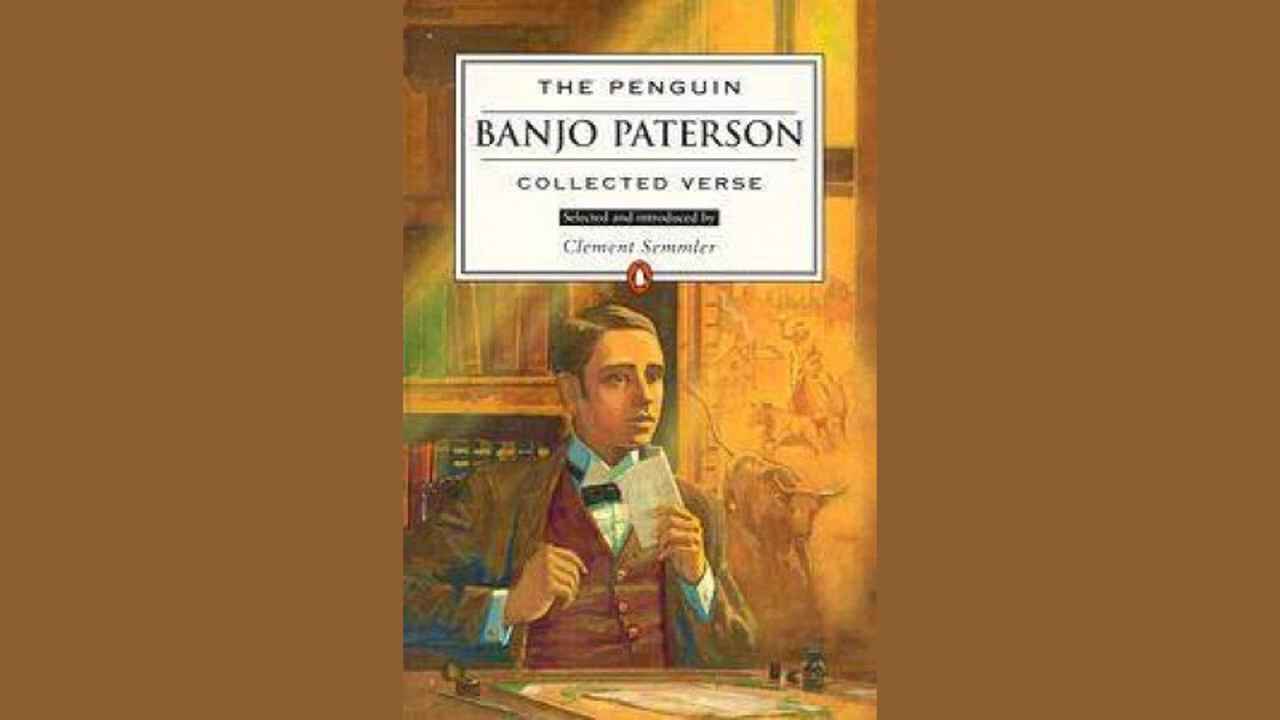 THE PENGUIN
BANJO PATERSON
COLLECTED VERSE
Selected and introduced by
Clement Semmler